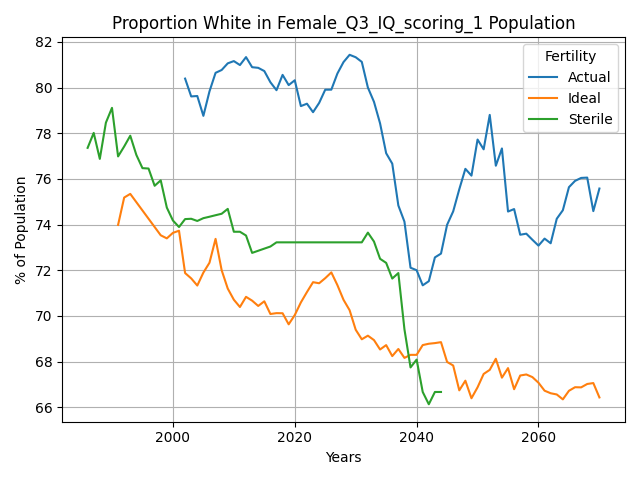 Proportion White in Female_Q3_IQ_scoring_1 Population
82
80
78
76
74
72
70
68
66
% of Population
Fertility
Actual
Ideal
Sterile
2000
2020
2040
2060
Years